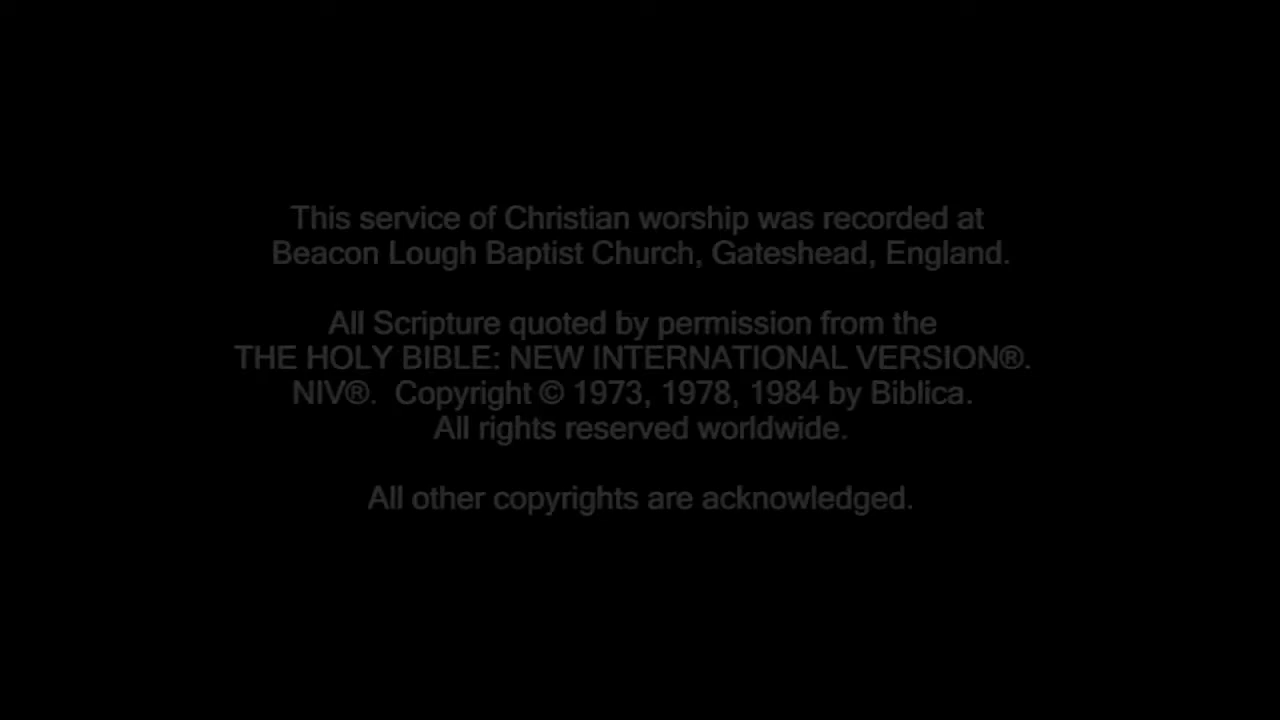 This service of Christian worship was recorded at
Beacon Lough Baptist Church, Gateshead, England.
All Scripture quoted by permission from the
THE HOLY BIBLE: NEW INTERNATIONAL VERSION®.
NIV®.  Copyright © 1973, 1978, 1984 by Biblica.
All rights reserved worldwide.
All other copyrights are acknowledged.